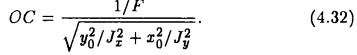 OC = \frac{1/F}{\sqrt{y_0^2/J_x^2 + x_0^2/J_y^2}}. (4.32)